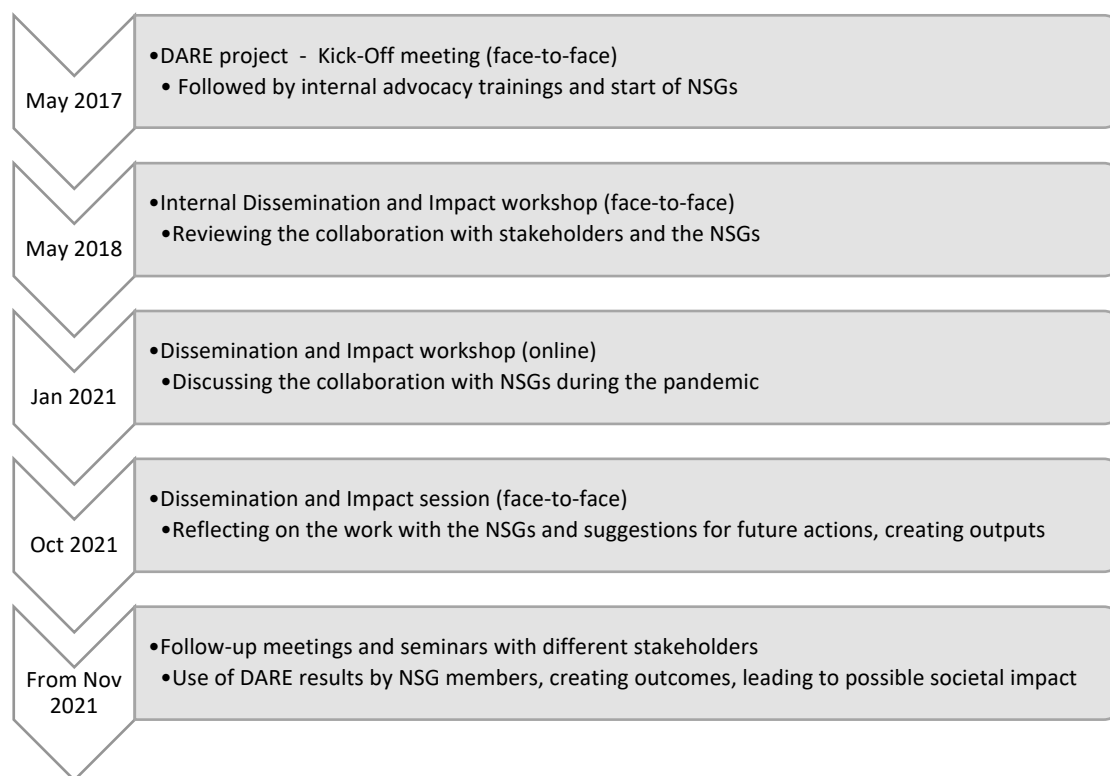 May 2017
•DARE project - Kick-Off meeting (face-to-face)
• Followed by internal advocacy trainings and start of NSGs
May 2018
•Internal Dissemination and Impact workshop (face-to-face)
•Reviewing the collaboration with stakeholders and the NSGs
Jan 2021
•Dissemination and Impact workshop (online)
•Discussing the collaboration with NSGs during the pandemic
Oct 2021
•Dissemination and Impact session (face-to-face)
•Reflecting on the work with the NSGs and suggestions for future actions, creating outputs
From Nov
2021
•Follow-up meetings and seminars with different stakeholders
•Use of DARE results by NSG members, creating outcomes, leading to possible societal impact